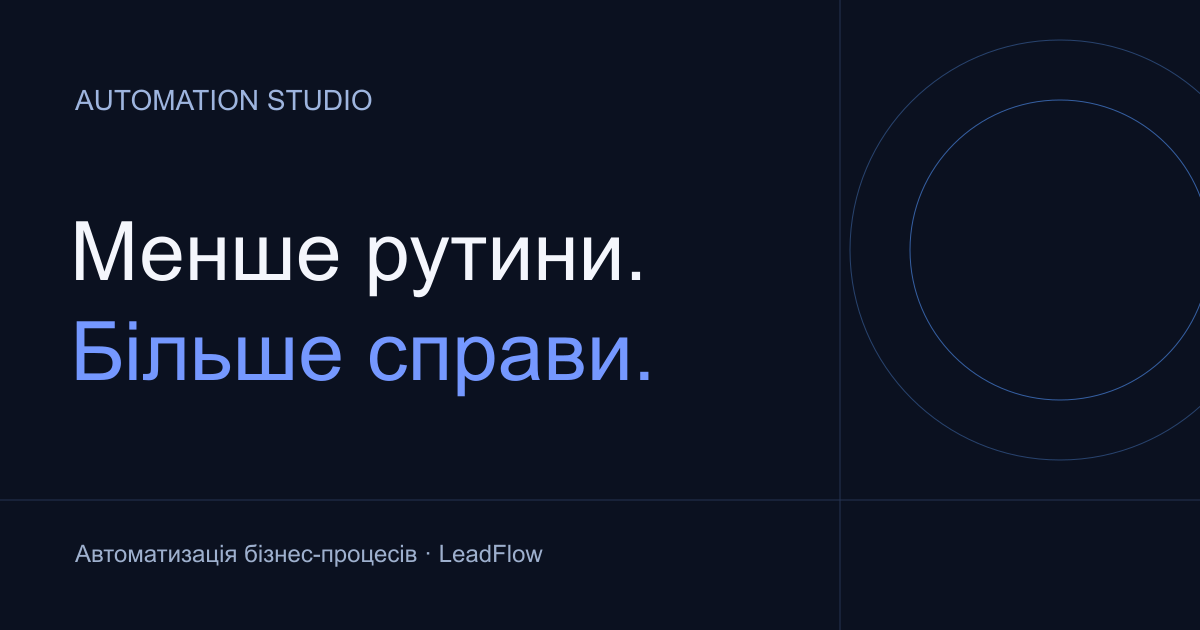 AUTOMATION STUDIO
Менше рутини.
Більше справи.
Автоматизація бізнес-процесів · LeadFlow